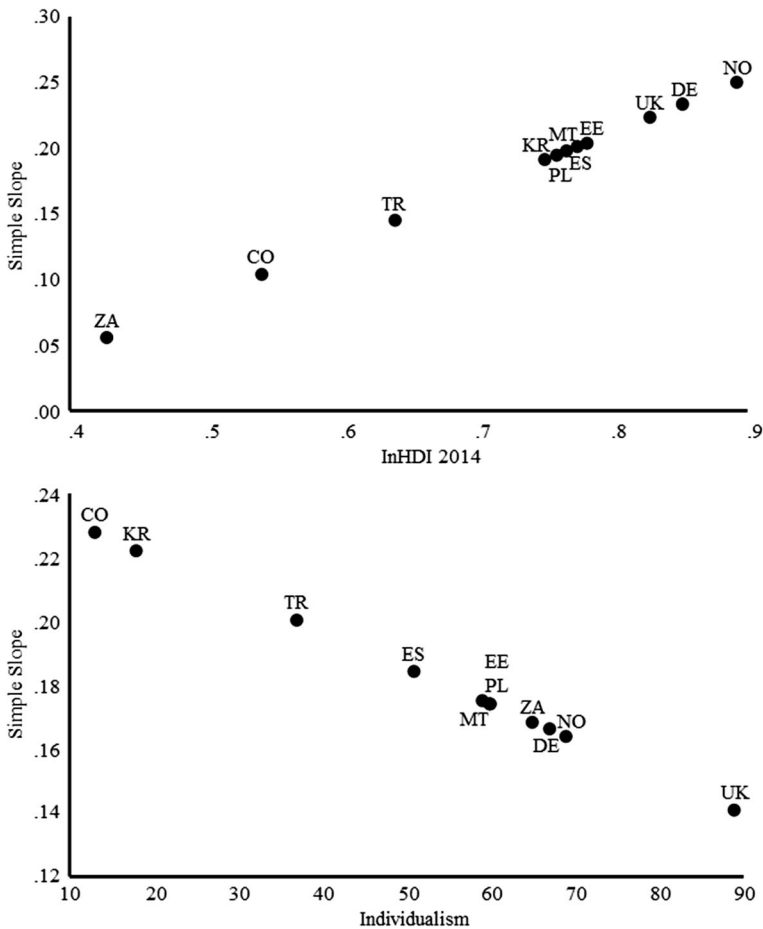 .30
.25
.20
.15
.10
.05
.00
Simple Slope
NO
DE
UK
EE
MT
KR
ES
PL
TR
CO
ZA
.4 .5 .6 .7 .8 .9
InHDI 2014
.24
.22
.20
.18
.16
.14
.12
Simple Slope
CO
KR
TR
ES
EE
PL
MT
ZA
NO
DE
UK
10 20 30 40 50 60 70 80 90
Individualism